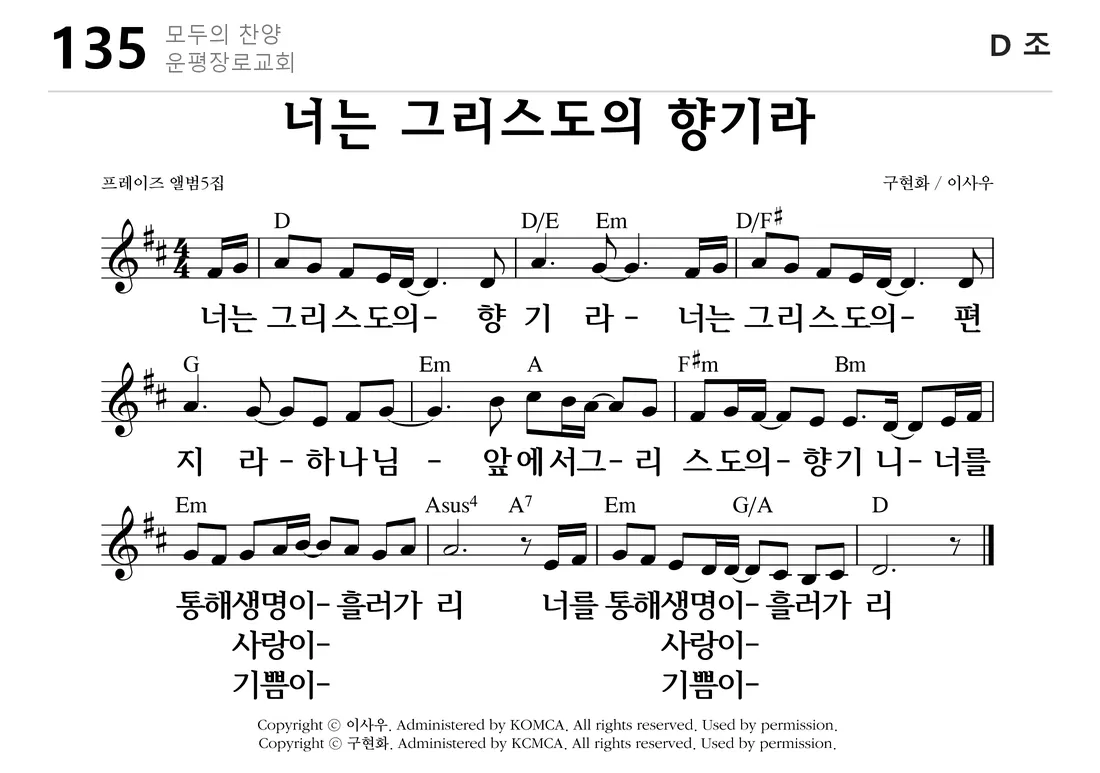 135
모두의 찬양
운평장로교회
D 조
너는 그리스도의 향기라
프레이즈 앨범5집
구현화 / 이사우
D D/E Em D/F♯
너는 그리스도의- 향 기 라 - 너는 그리스도의- 편
G Em A F♯m Bm
지 라 - 하나님 - 앞에서그- 리 스도의- 향기 니- 너를
Em Asus4 A7 Em G/A D
통해생명이- 흘러가 리 너를 통해생명이- 흘러가 리
사랑이- 사랑이-
기쁨이- 기쁨이-
Copyright ⓒ 이사우. Administered by KOMCA. All rights reserved. Used by permission.
Copyright ⓒ 구현화. Administered by KCMCA. All rights reserved. Used by permission.